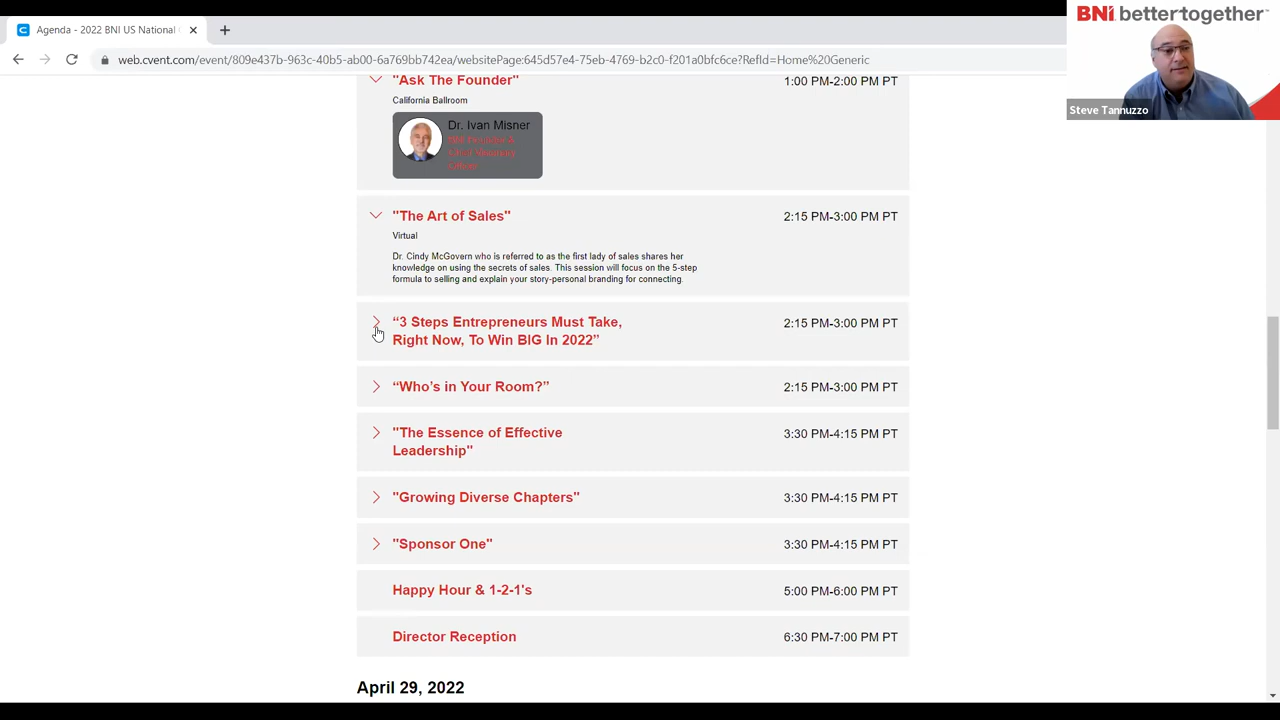 Agenda - 2022 BNI US National
web.cvent.com/event/809e437b-963c-40b5-ab00-6a769bb742ea/websitePage:645d57e4-75eb-4769-b2c0-f201a0bfc6ce?RefId=Home%20Generic
BNI. bettertogether
Steve Tannuzzo
"Ask The Founder" 1:00 PM-2:00 PM PT
California Ballroom
Dr. Ivan Misner
"The Art of Sales" 2:15 PM-3:00 PM PT
Virtual
Dr. Cindy McGovern who is referred to as the first lady of sales shares her
knowledge on using the secrets of sales. This session will focus on the 5-step
formula to selling and explain your story-personal branding for connecting.
“3 Steps Entrepreneurs Must Take, 2:15 PM-3:00 PM PT
Right Now, To Win BIG In 2022”
“Who’s in Your Room?” 2:15 PM-3:00 PM PT
"The Essence of Effective 3:30 PM-4:15 PM PT
Leadership"
"Growing Diverse Chapters" 3:30 PM-4:15 PM PT
"Sponsor One" 3:30 PM-4:15 PM PT
Happy Hour & 1-2-1's 5:00 PM-6:00 PM PT
Director Reception 6:30 PM-7:00 PM PT
April 29, 2022